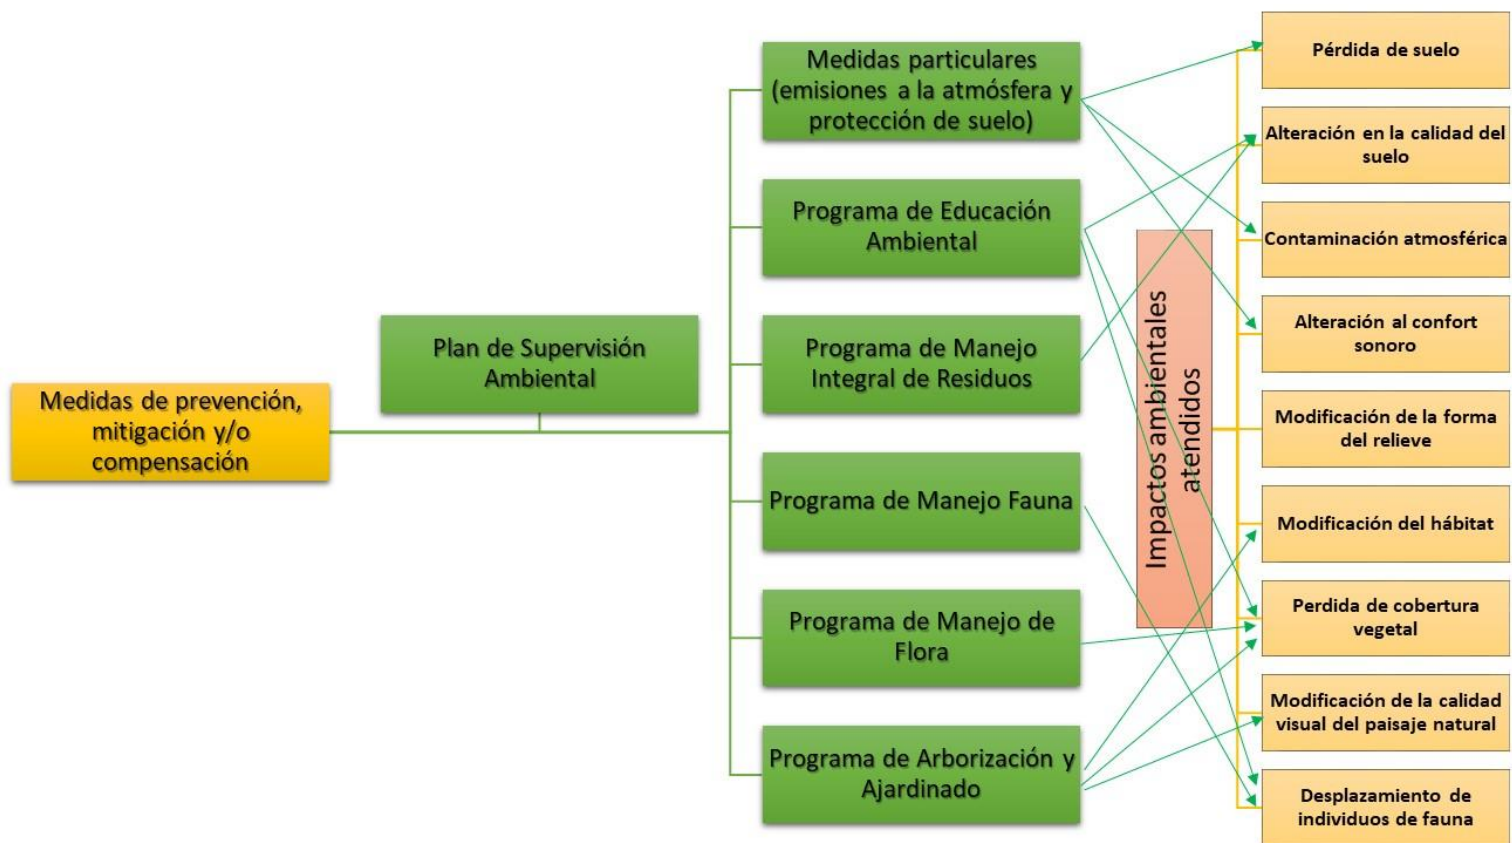 Medidas de prevención,
mitigación y/o
compensación
Plan de Supervisión
Ambiental
Medidas particulares
(emisiones a la atmósfera y
protección de suelo)
Programa de Educación
Ambiental
Programa de Manejo
Integral de Residuos
Programa de Manejo Fauna
Programa de Manejo de
Flora
Programa de Arborización y
Ajardinado
Impactos ambientales
atendidos
Pérdida de suelo
Alteración en la calidad del
suelo
Contaminación atmosférica
Alteración al confort
sonoro
Modificación de la forma
del relieve
Modificación del hábitat
Perdida de cobertura
vegetal
Modificación de la calidad
visual del paisaje natural
Desplazamiento de
individuos de fauna